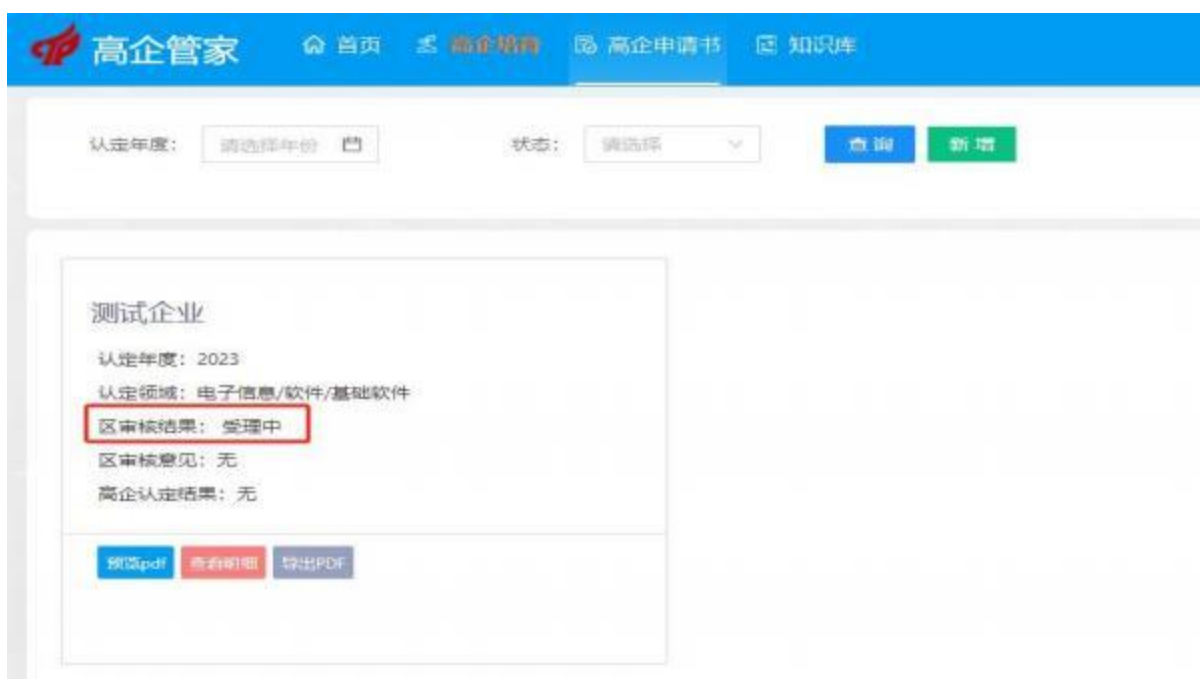 高企管家 首页 高企培育 高企申请书 知识库
认定年度： 请选择年份 状态： 请选择 查询 新增
测试企业
认定年度：2023
认定领域：电子信息/软件/基础软件
区审核结果： 受理中
区审核意见：无
高企认定结果：无
预览pdf 查看明细 导出PDF